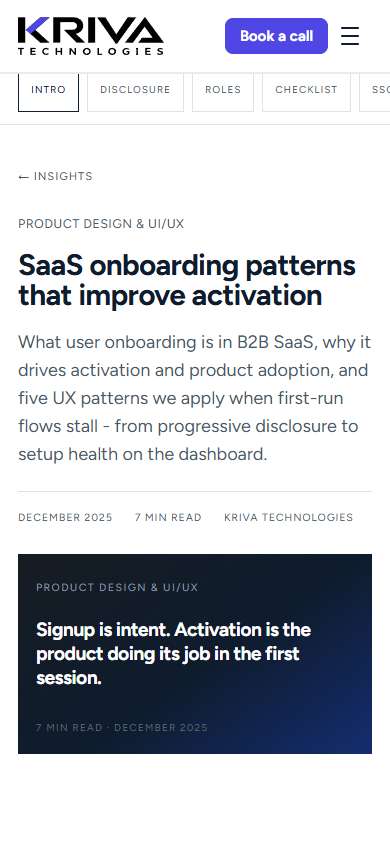 KRIVA
TECHNOLOGIES
Book a call
INTRO
DISCLOSURE
ROLES
CHECKLIST
← INSIGHTS
PRODUCT DESIGN & UI/UX
SaaS onboarding patterns
that improve activation
What user onboarding is in B2B SaaS, why it
drives activation and product adoption, and
five UX patterns we apply when first-run
flows stall - from progressive disclosure to
setup health on the dashboard.
DECEMBER 2025 7 MIN READ KRIVA TECHNOLOGIES
PRODUCT DESIGN & UI/UX
Signup is intent. Activation is the
product doing its job in the first
session.
7 MIN READ · DECEMBER 2025